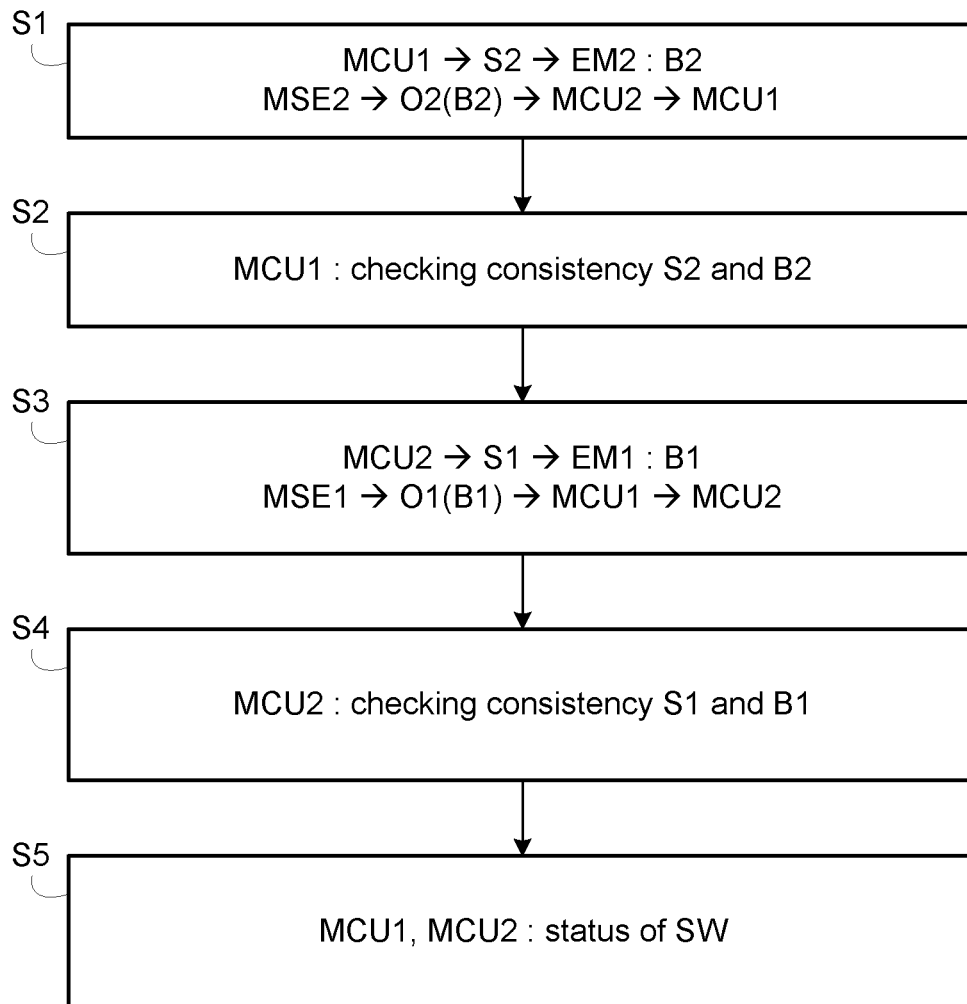 S1
MCU1 → S2 → EM2 : B2
MSE2 → O2(B2) → MCU2 → MCU1
S2
MCU1 : checking consistency S2 and B2
S3
MCU2 → S1 → EM1 : B1
MSE1 → O1(B1) → MCU1 → MCU2
S4
MCU2 : checking consistency S1 and B1
S5
MCU1, MCU2 : status of SW